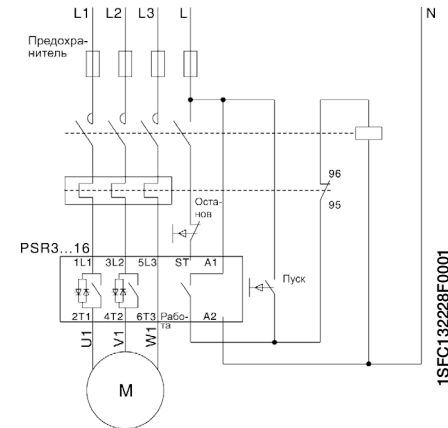 L1 L2 L3 L N
Предохра-
нитель
96
95
Оста-
нов
PSR3...16
1L1 3L2 5L3 ST A1
Пуск
2T1 4T2 6T3 Рабо-
та
A2
U1 V1 W1
M
1SFC132228F0001